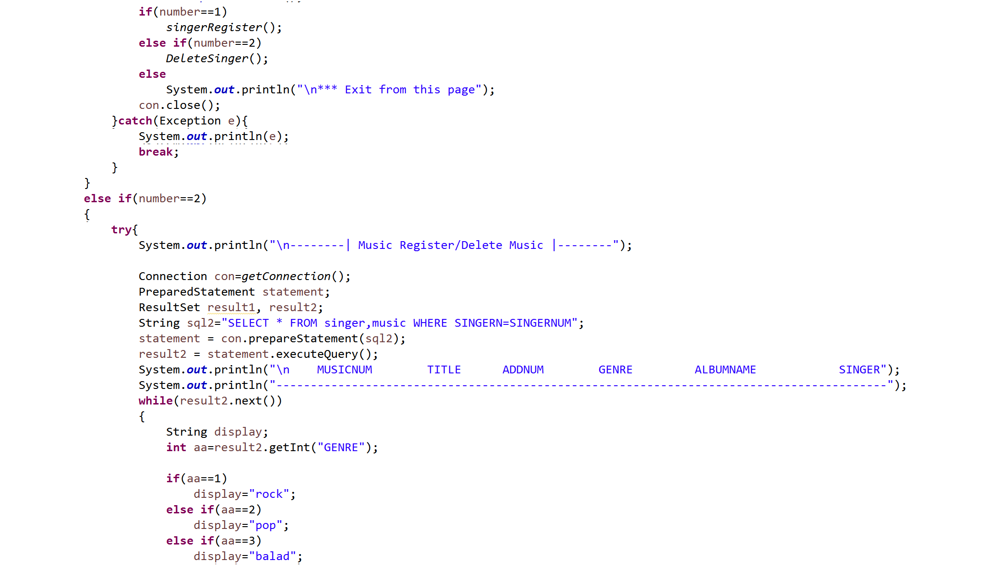 if(number==1)
singerRegister();
else if(number==2)
DeleteSinger();
else
System.out.println("\n*** Exit from this page");
con.close();
}catch(Exception e){
System.out.println(e);
break;
}
}
else if(number==2)
{
try{
System.out.println("\n--------| Music Register/Delete Music |--------");
Connection con=getConnection();
PreparedStatement statement;
ResultSet result1, result2;
String sql2="SELECT * FROM singer,music WHERE SINGERN=SINGERNUM";
statement = con.prepareStatement(sql2);
result2 = statement.executeQuery();
System.out.println("\n    MUSICNUM        TITLE      ADDNUM        GENRE         ALBUMNAME            SINGER");
System.out.println("-----------------------------------------------------------------------------------------");
while(result2.next())
{
String display;
int aa=result2.getInt("GENRE");
if(aa==1)
display="rock";
else if(aa==2)
display="pop";
else if(aa==3)
display="balad";